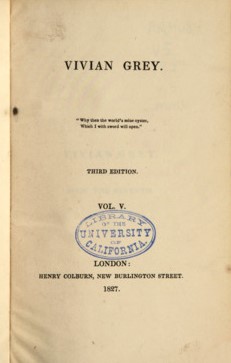 VIVIAN GREY.
"Why then the world's mine oyster,
Which I with sword will open."
THIRD EDITION.
VOL. V.
LIBRARY
OF THE
UNIVERSITY
OF
CALIFORNIA.
LONDON:
HENRY COLBURN, NEW BURLINGTON STREET.
1827.